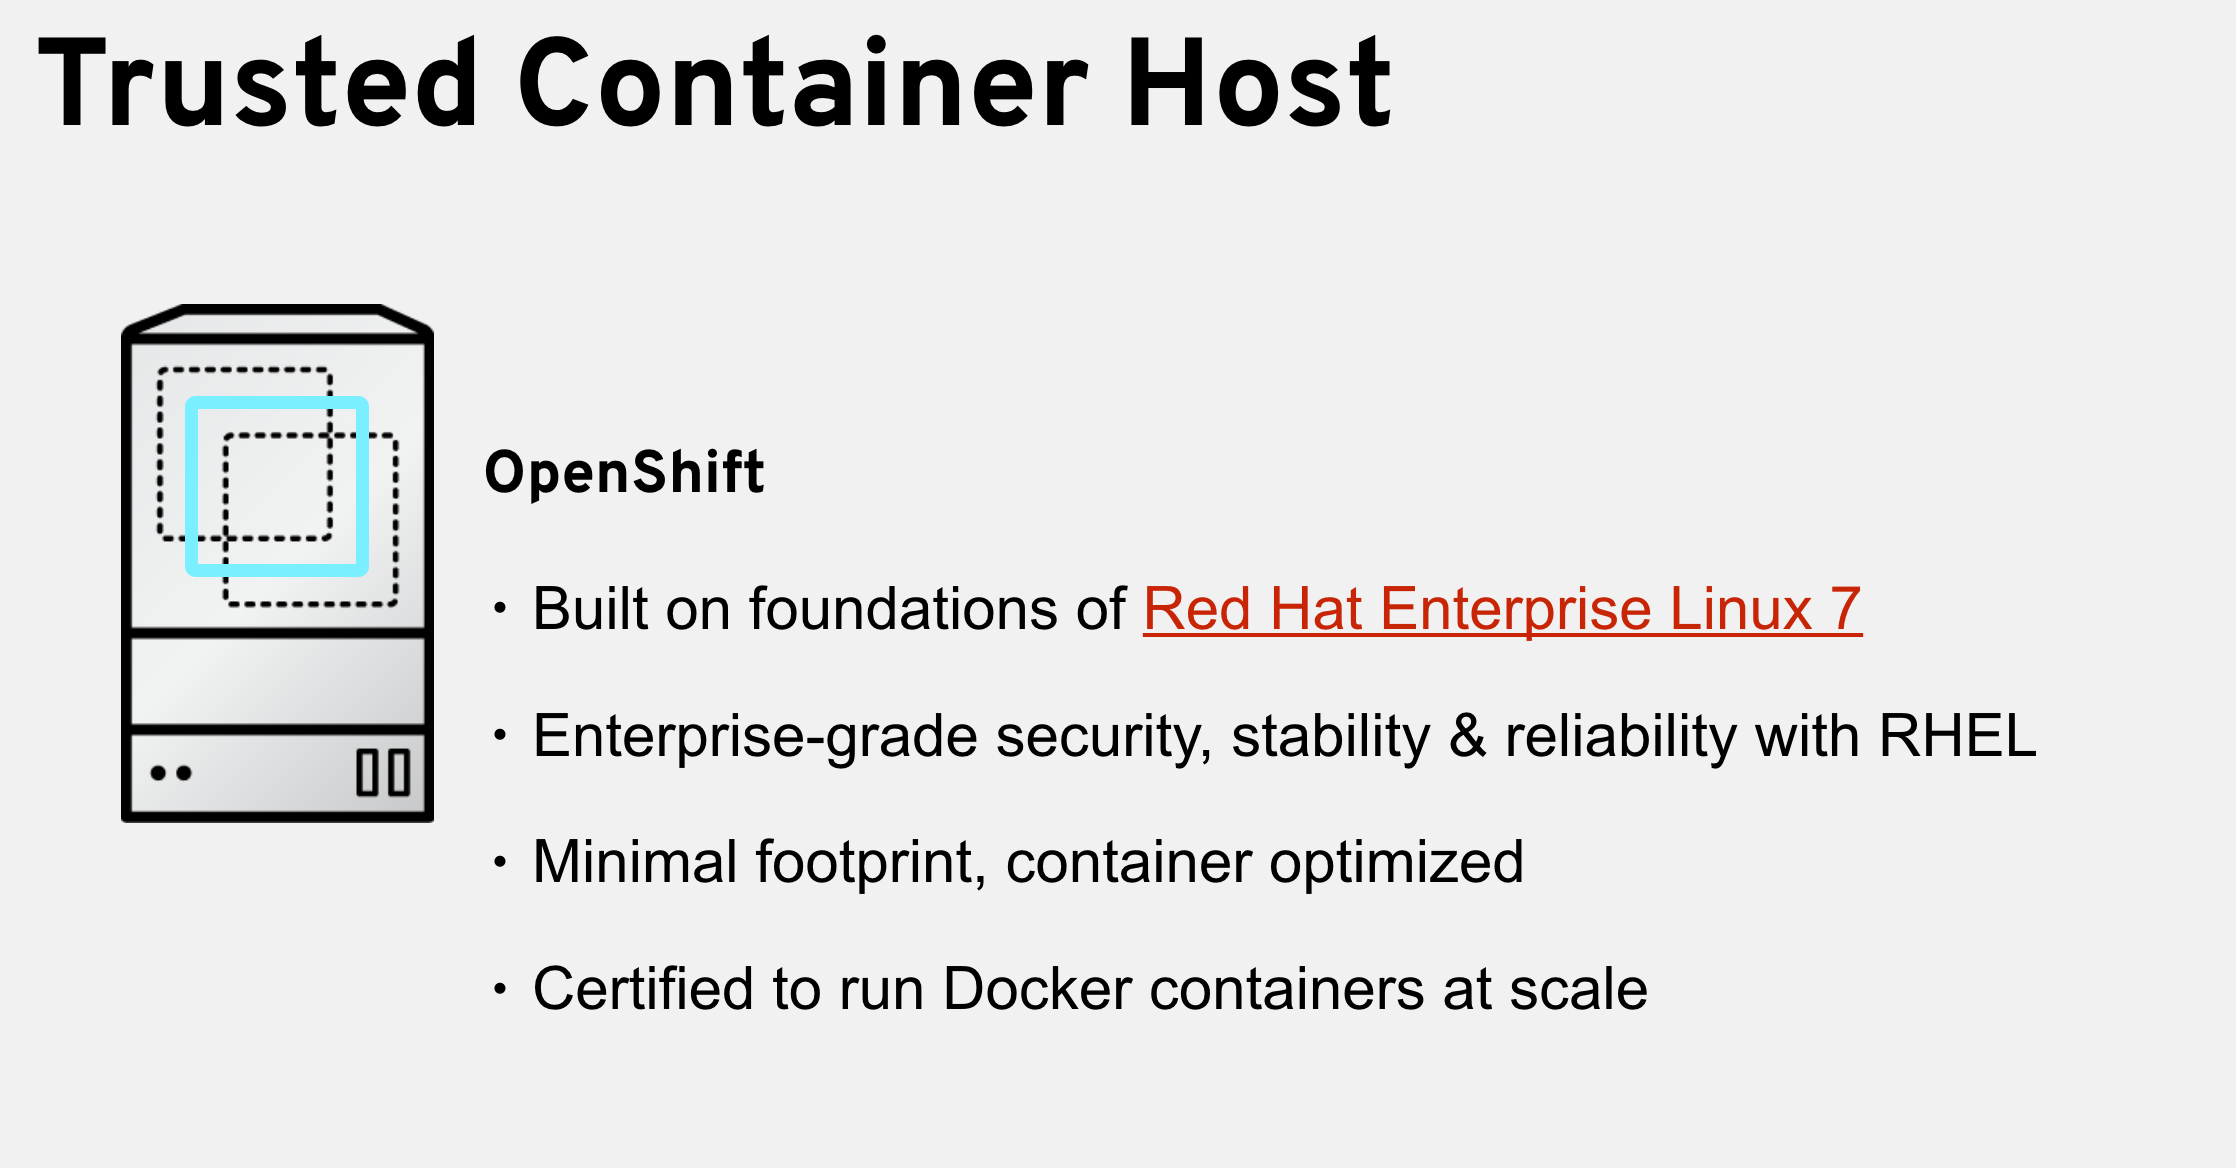 Trusted Container Host
OpenShift
• Built on foundations of Red Hat Enterprise Linux 7
• Enterprise-grade security, stability & reliability with RHEL
• Minimal footprint, container optimized
• Certified to run Docker containers at scale